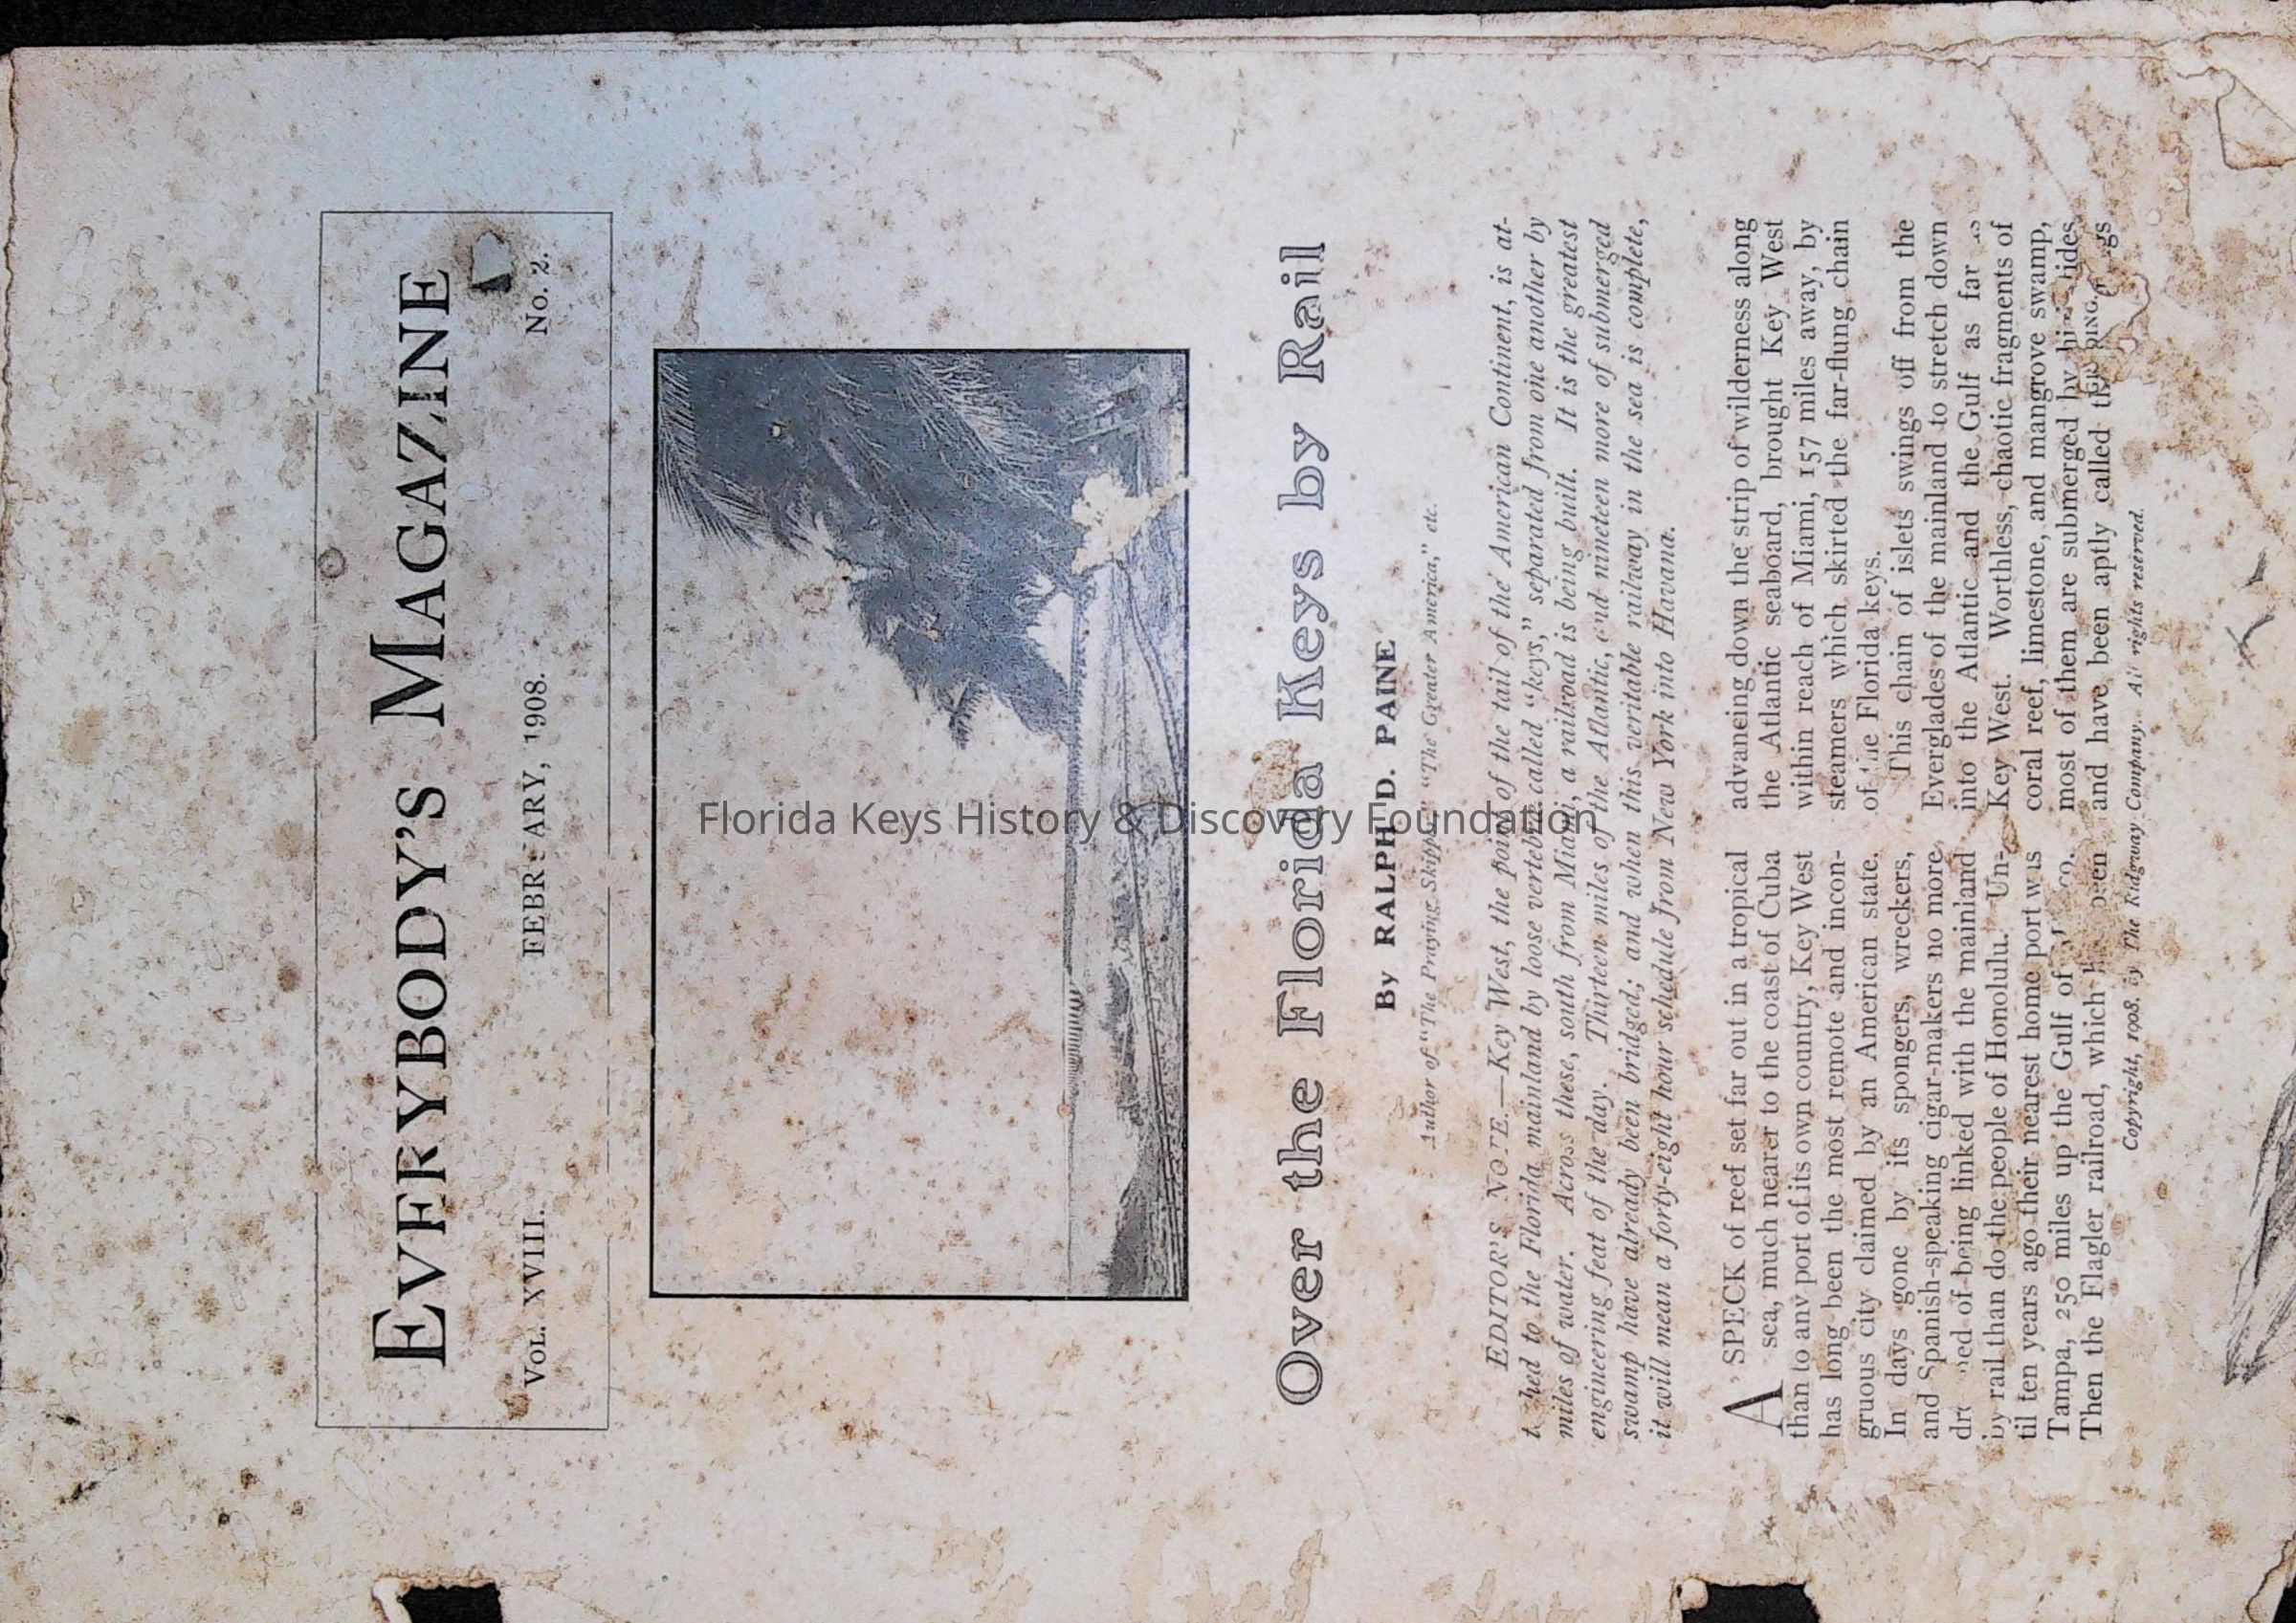 EVERYBODY'S MAGAZINE
VOL. XVIII. FEBRUARY, 1908. No. 2.
Over the Florida Keys by Rail
By RALPH D. PAINE
Author of "The Praying Skipper," "The Greater America," etc.
EDITOR'S NOTE.—Key West, the point of the tail of the American Continent, is at-
tached to the Florida mainland by loose vertebræ called "keys," separated from one another by
miles of water. Across these, south from Miami, a railroad is being built. It is the greatest
engineering feat of the day. Thirteen miles of the Atlantic, and nineteen more of submerged
swamp have already been bridged; and when this veritable railway in the sea is complete,
it will mean a forty-eight hour schedule from New York into Havana.
A SPECK of reef set far out in a tropical
sea, much nearer to the coast of Cuba
than to any port of its own country, Key West
has long been the most remote and incon-
gruous city claimed by an American state.
In days gone by its spongers, wreckers,
and Spanish-speaking cigar-makers no more
dre ed of being linked with the mainland
by rail than do the people of Honolulu. Un-
til ten years ago their nearest home port was
Tampa, 250 miles up the Gulf of co.
Then the Flagler railroad, which been
advancing down the strip of wilderness along
the Atlantic seaboard, brought Key West
within reach of Miami, 157 miles away, by
steamers which skirted the far-flung chain
of the Florida keys.
This chain of islets swings off from the
Everglades of the mainland to stretch down
into the Atlantic and the Gulf as far as
Key West. Worthless, chaotic fragments of
coral reef, limestone, and mangrove swamp,
most of them are submerged by tides,
and have been aptly called the gs
Copyright, 1908, by The Ridgway Company. All rights reserved.
Florida Keys History & Discovery Foundation